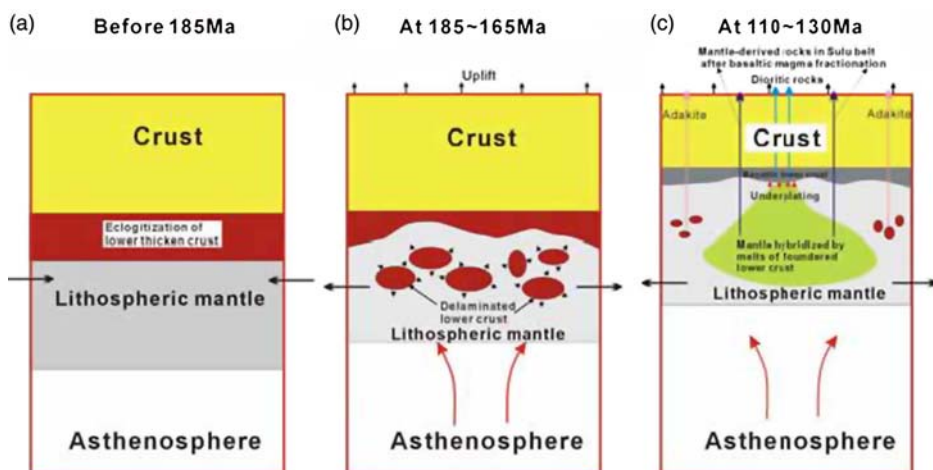 (a)
Before 185Ma
Crust
Eclogitization of
lower thicken crust
Lithospheric mantle
Asthenosphere
(b)
At 185~165Ma
Uplift
Crust
Delaminated
lower crust
Lithospheric mantle
Asthenosphere
(c)
At 110~130Ma
Mantle-derived rocks in Sulu belt
after basaltic magma fractionation
Dioritic rocks
Adakite
Adakite
Crust
lower crust
Underplating
Mantle hybridized by
melts of foundered
lower crust
Lithospheric mantle
Asthenosphere